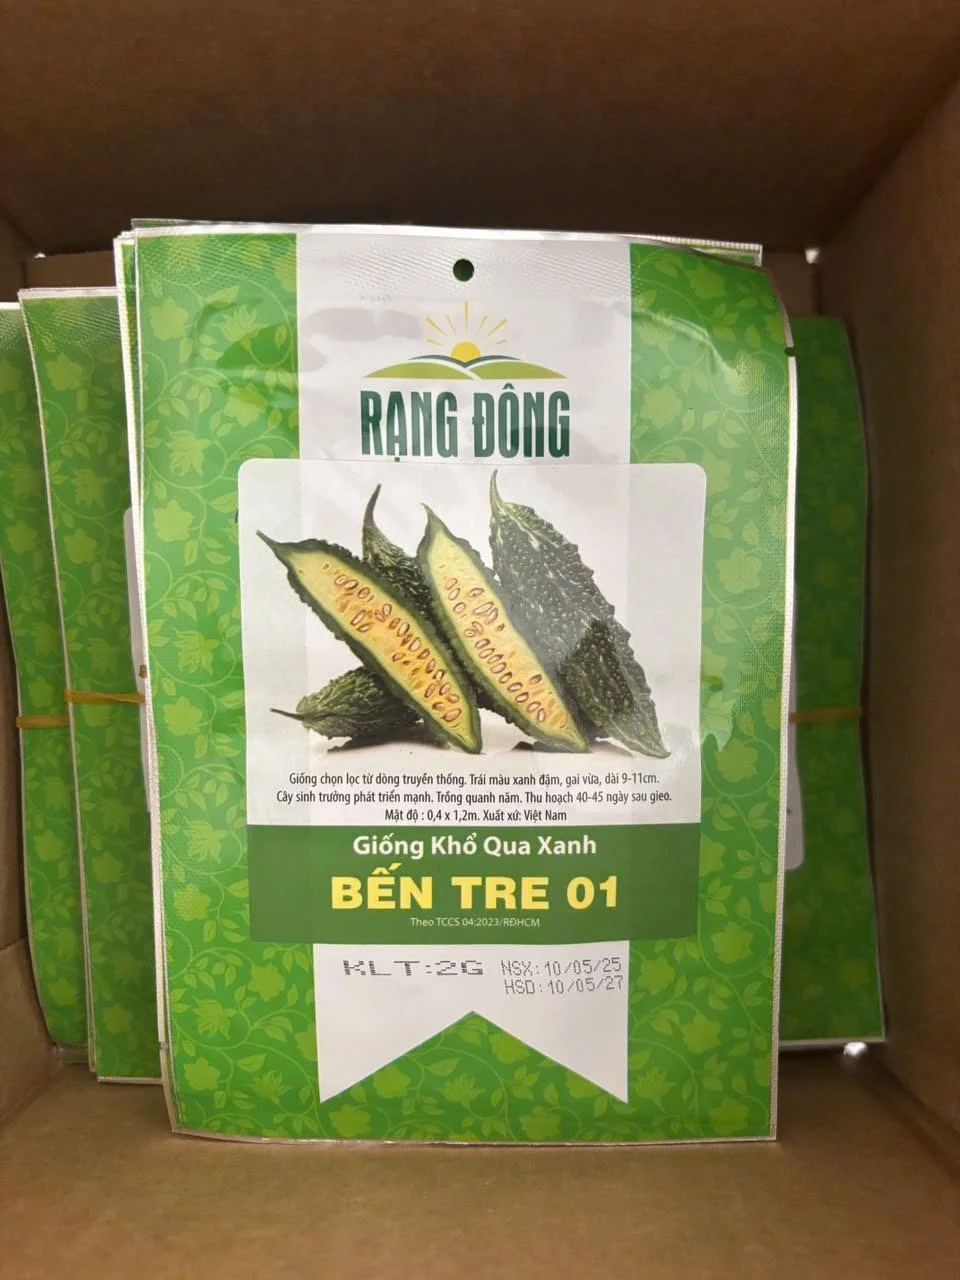 RẠNG ĐÔNG
Giống chọn lọc từ dòng truyền thống. Trái màu xanh đậm, gai vừa, dài 9-11cm.
Cây sinh trưởng phát triển mạnh. Trồng quanh năm. Thu hoạch 40-45 ngày sau gieo.
Mật độ : 0,4 x 1,2m. Xuất xứ: Việt Nam
Giống Khổ Qua Xanh
BẾN TRE 01
Theo TCCS 04:2023/RĐHCM
KLT:2G NSX:10/05/25
HSD:10/05/27